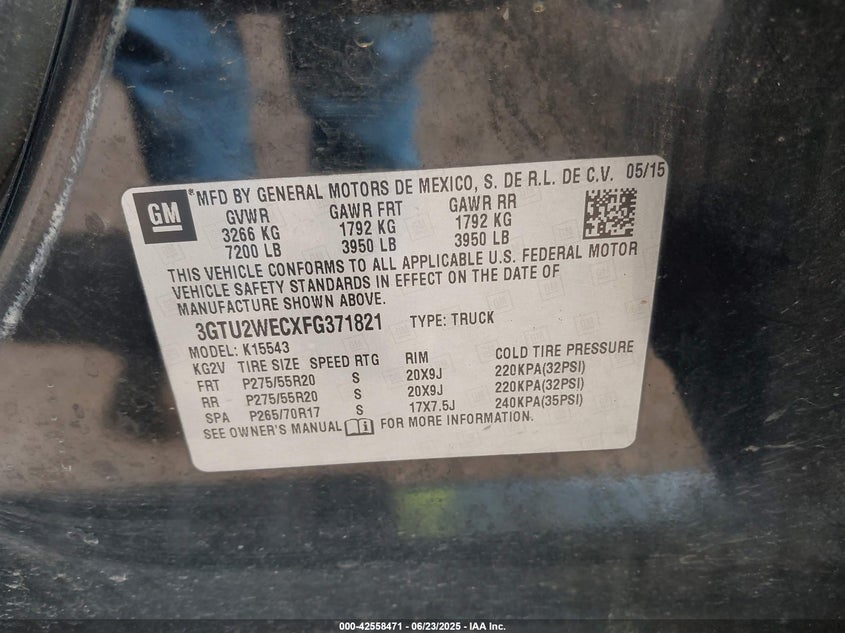 GM
®MFD BY GENERAL MOTORS DE MEXICO, S. DE R.L. DE C.V. 05/15
GVWR GAWR FRT GAWR RR
3266 KG 1792 KG 1792 KG
7200 LB 3950 LB 3950 LB
THIS VEHICLE CONFORMS TO ALL APPLICABLE U.S. FEDERAL MOTOR
VEHICLE SAFETY STANDARDS IN EFFECT ON THE DATE OF
MANUFACTURE SHOWN ABOVE.
3GTU2WECXFG371821 TYPE: TRUCK
MODEL: K15543
KG2V TIRE SIZE SPEED RTG RIM COLD TIRE PRESSURE
FRT P275/55R20 S 20X9J 220KPA(32PSI)
RR P275/55R20 S 20X9J 220KPA(32PSI)
SPA P265/70R17 S 17X7.5J 240KPA(35PSI)
SEE OWNER'S MANUAL FOR MORE INFORMATION.
000-42558471 - 06/23/2025 - IAA Inc.